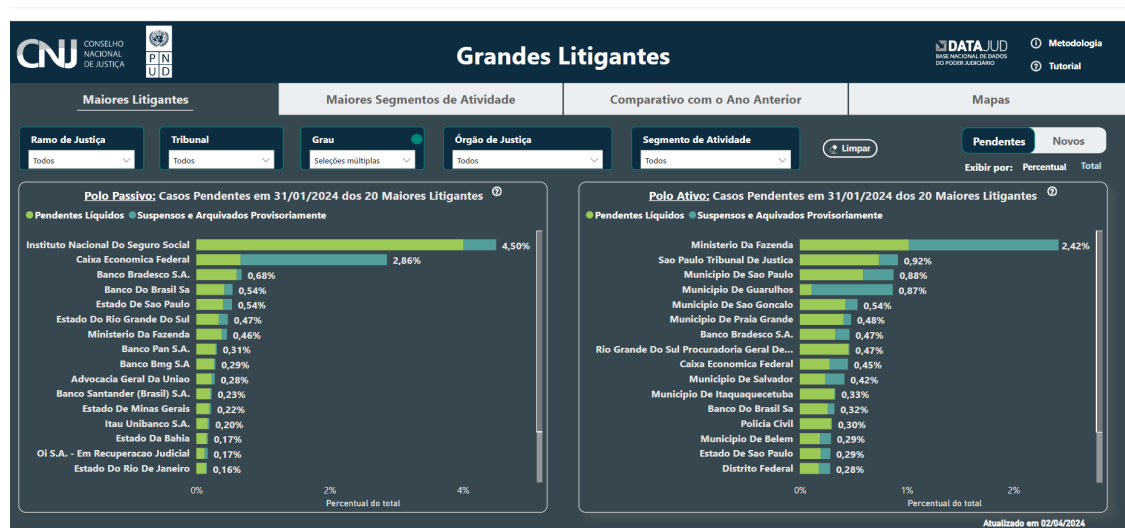 CNJ
CONSELHO
NACIONAL
DE JUSTIÇA
PN
UD
Grandes Litigantes
DATAJUD
BASE NACIONAL DE DADOS
DO PODER JUDICIÁRIO
Metodologia
Tutorial
Maiores Litigantes
Maiores Segmentos de Atividade
Comparativo com o Ano Anterior
Mapas
Ramo de Justiça
Tribunal
Grau
Órgão de Justiça
Segmento de Atividade
Todos
Todos
Seleções múltiplas
Todos
Todos
Limpar
Pendentes
Novos
Exibir por: Percentual Total
Polo Passivo: Casos Pendentes em 31/01/2024 dos 20 Maiores Litigantes
Pendentes Líquidos Suspensos e Arquivados Provisoriamente
Instituto Nacional Do Seguro Social 4,50%
Caixa Economica Federal 2,86%
Banco Bradesco S.A. 0,68%
Banco Do Brasil Sa 0,54%
Estado De Sao Paulo 0,54%
Estado Do Rio Grande Do Sul 0,47%
Ministerio Da Fazenda 0,46%
Banco Pan S.A. 0,31%
Banco Bmg S.A 0,29%
Advocacia Geral Da Uniao 0,28%
Banco Santander (Brasil) S.A. 0,23%
Estado De Minas Gerais 0,22%
Itau Unibanco S.A. 0,20%
Estado Da Bahia 0,17%
Oi S.A. - Em Recuperacao Judicial 0,17%
Estado Do Rio De Janeiro 0,16%
0% 2% 4%
Percentual do total
Polo Ativo: Casos Pendentes em 31/01/2024 dos 20 Maiores Litigantes
Pendentes Líquidos Suspensos e Aquivados Provisoriamente
Ministerio Da Fazenda 2,42%
Sao Paulo Tribunal De Justica 0,92%
Municipio De Sao Paulo 0,88%
Municipio De Guarulhos 0,87%
Municipio De Sao Goncalo 0,54%
Municipio De Praia Grande 0,48%
Banco Bradesco S.A. 0,47%
Rio Grande Do Sul Procuradoria Geral De... 0,47%
Caixa Economica Federal 0,45%
Municipio De Salvador 0,42%
Municipio De Itaquaquecetuba 0,33%
Banco Do Brasil Sa 0,32%
Policia Civil 0,30%
Municipio De Belem 0,29%
Estado De Sao Paulo 0,29%
Distrito Federal 0,28%
0% 1% 2%
Percentual do total
Atualizado em 02/04/2024